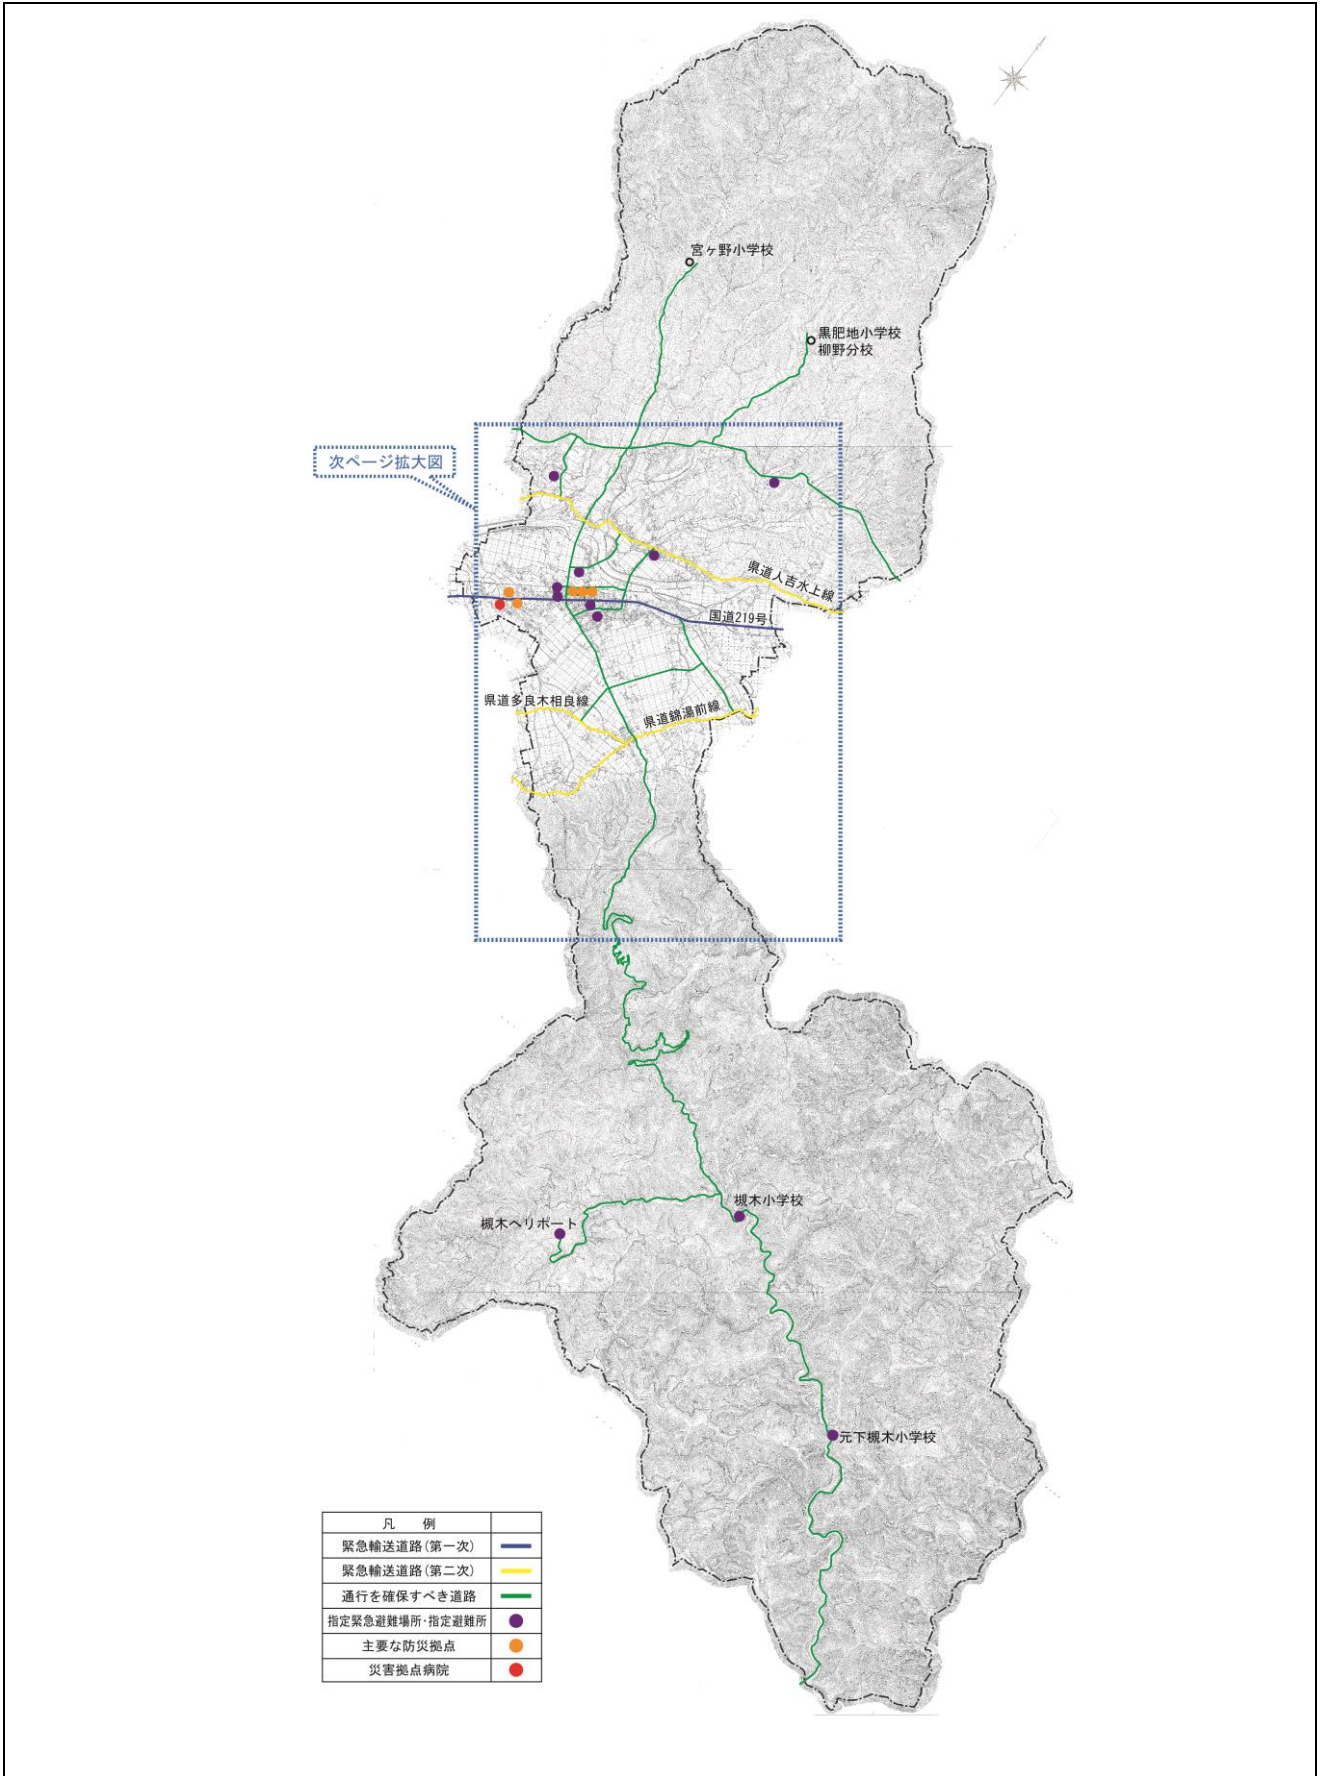 宮ヶ野小学校
黒肥地小学校
柳野分校
次ページ拡大図
県道人吉水上線
国道219号
県道多良木相良線
県道錦湯前線
槻木小学校
槻木ヘリポート
元下槻木小学校
凡 例
緊急輸送道路(第一次)
緊急輸送道路(第二次)
通行を確保すべき道路
指定緊急避難場所・指定避難所
主要な防災拠点
災害拠点病院